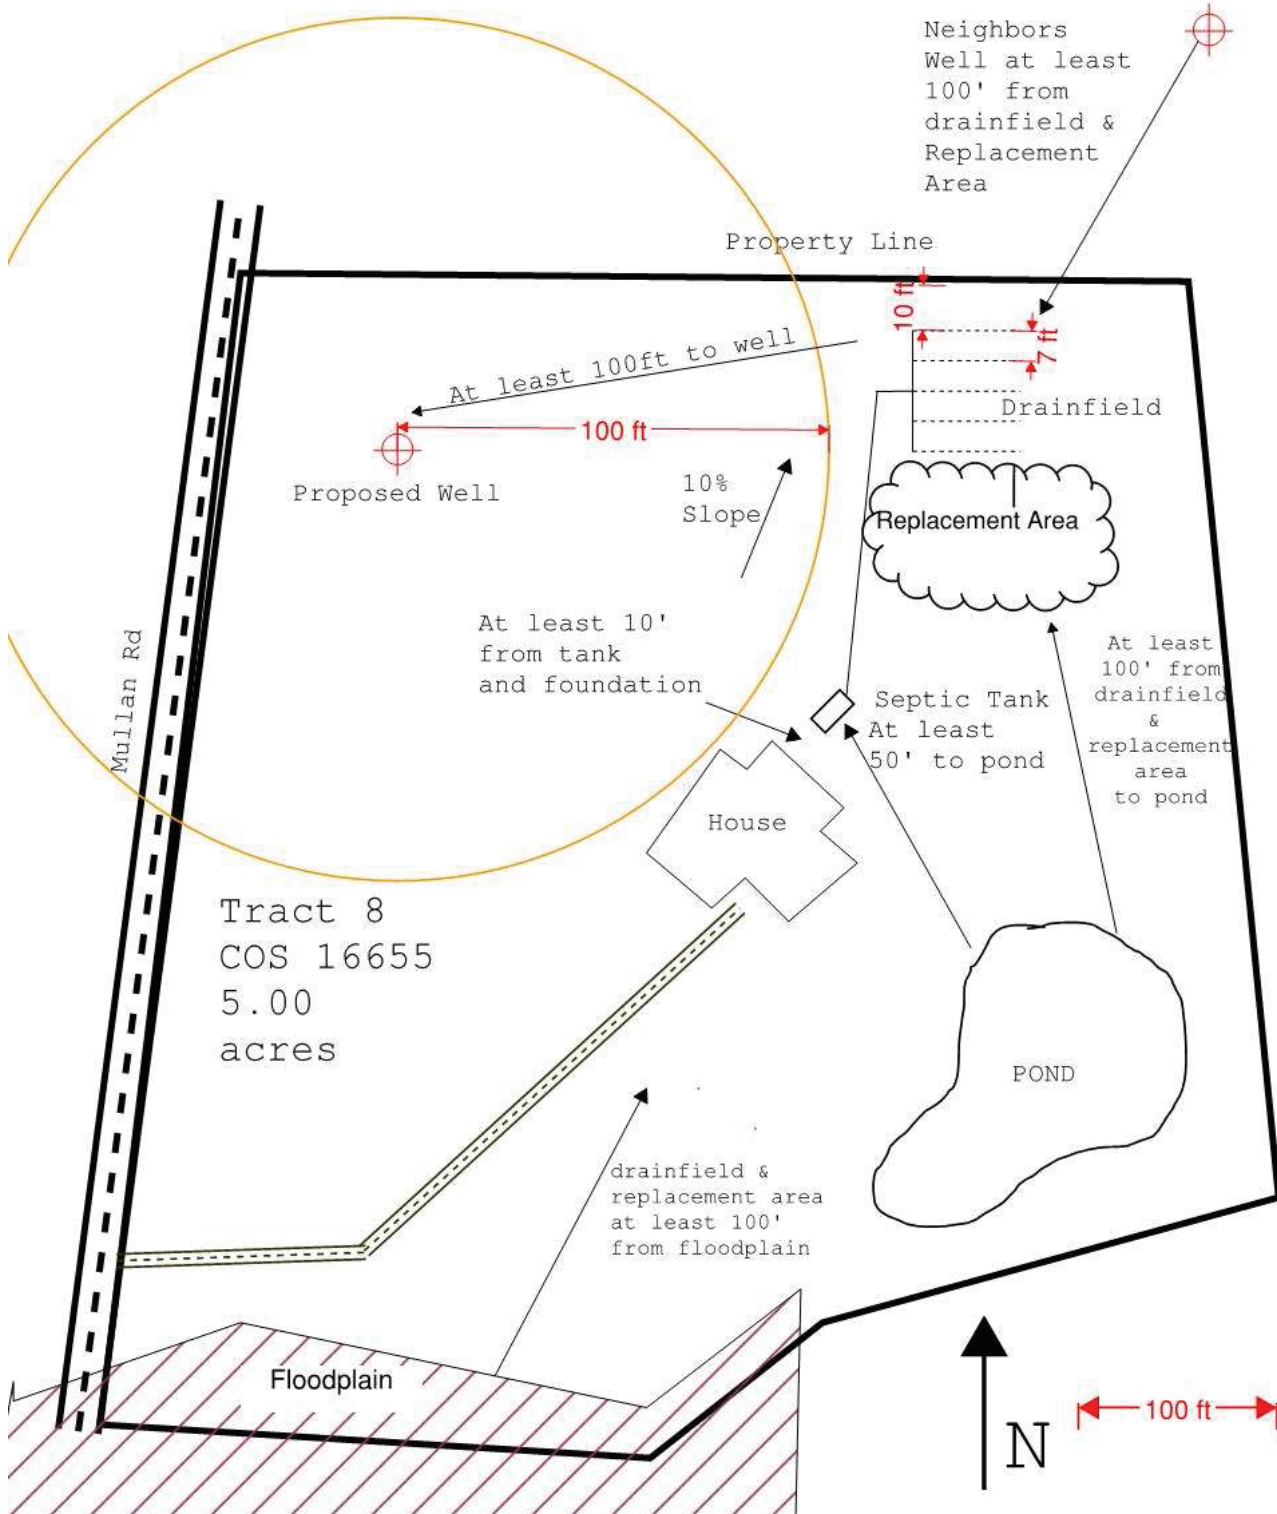 Neighbors
Well at least
100' from
drainfield &
Replacement
Area
Property Line
10 ft
7 ft
At least 100ft to well
Drainfield
100 ft
Proposed Well
10%
Slope
Replacement Area
At least 10'
from tank
and foundation
Mullan Rd
At least
100' from
drainfield
&
replacement
area
to pond
Septic Tank
At least
50' to pond
House
Tract 8
COS 16655
5.00
acres
POND
drainfield &
replacement area
at least 100'
from floodplain
Floodplain
N
100 ft